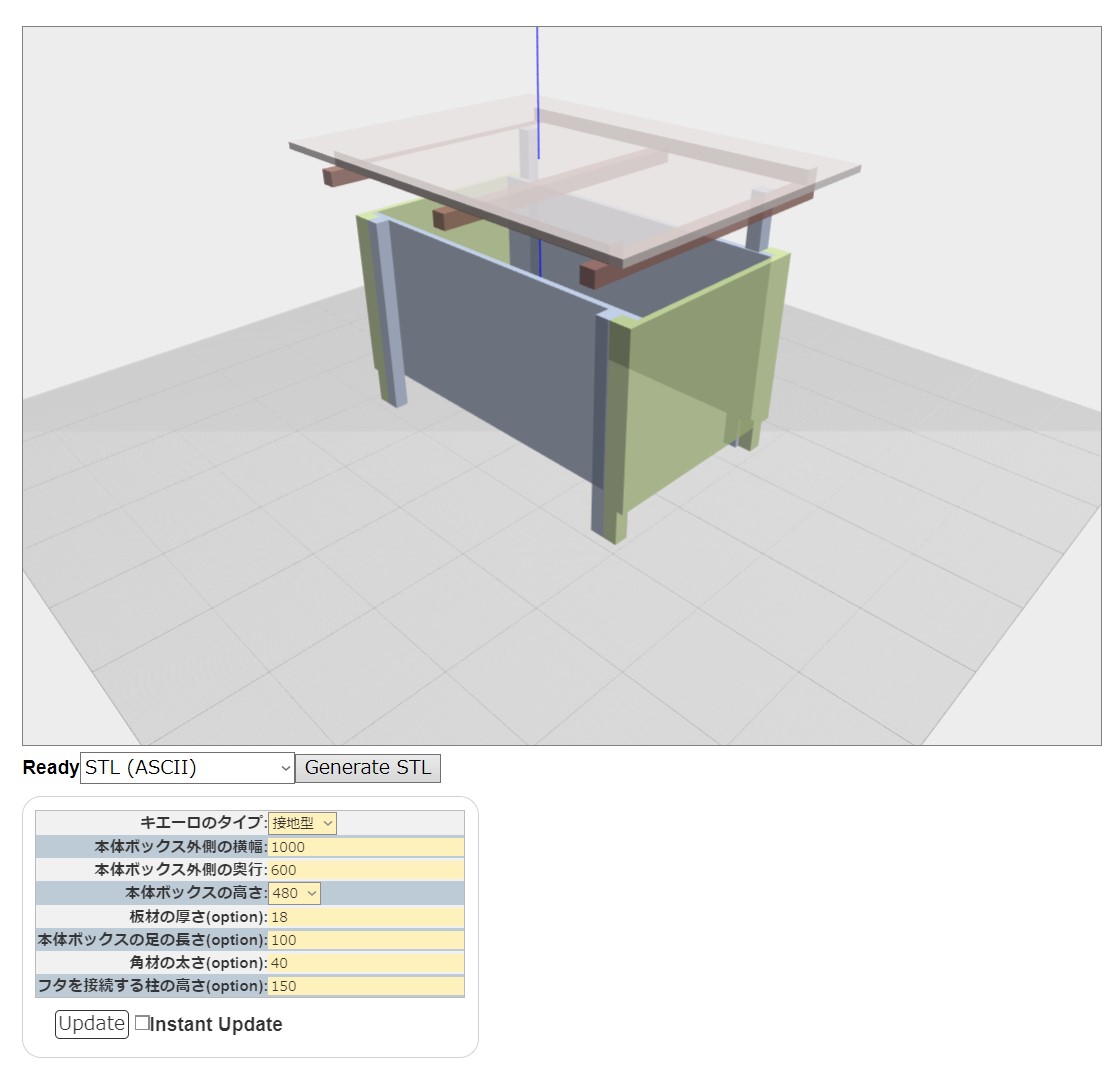 Ready STL (ASCII) Generate STL
キエーロのタイプ: 接地型
本体ボックス外側の横幅: 1000
本体ボックス外側の奥行: 600
本体ボックスの高さ: 480
板材の厚さ(option): 18
本体ボックスの足の長さ(option): 100
角材の太さ(option): 40
フタを接続する柱の高さ(option): 150
Update Instant Update